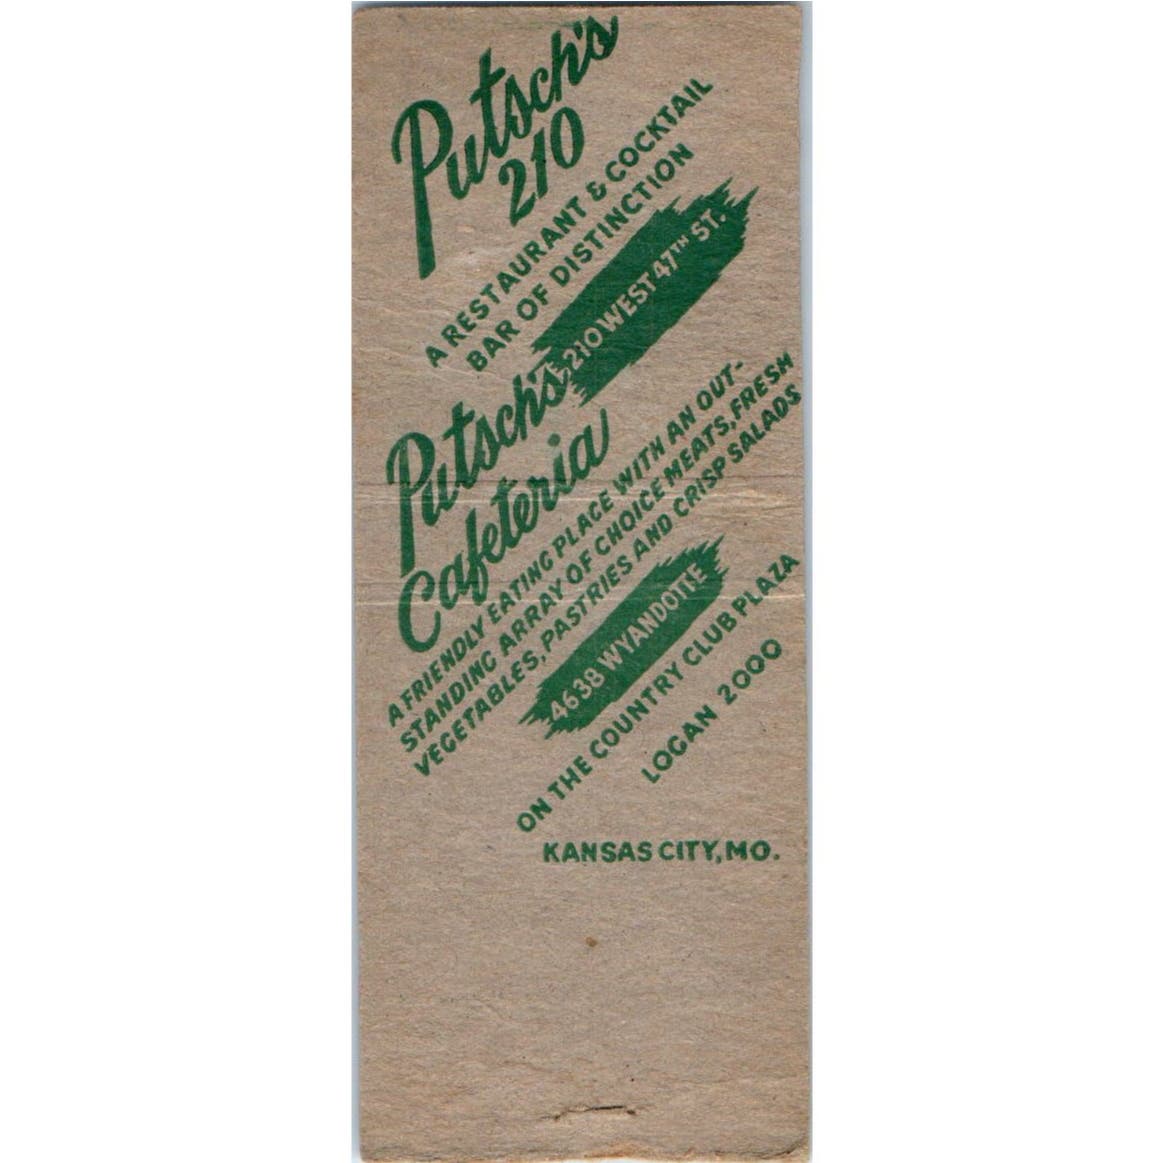 Putsch's
210
A RESTAURANT & COCKTAIL
BAR OF DISTINCTION
210 WEST 47TH ST.
Putsch's
Cafeteria
A FRIENDLY EATING PLACE WITH AN OUT-
STANDING ARRAY OF CHOICE MEATS, FRESH
VEGETABLES, PASTRIES AND CRISP SALADS
4638 WYANDOTTE
ON THE COUNTRY CLUB PLAZA
LOGAN 2000
KANSAS CITY, MO.